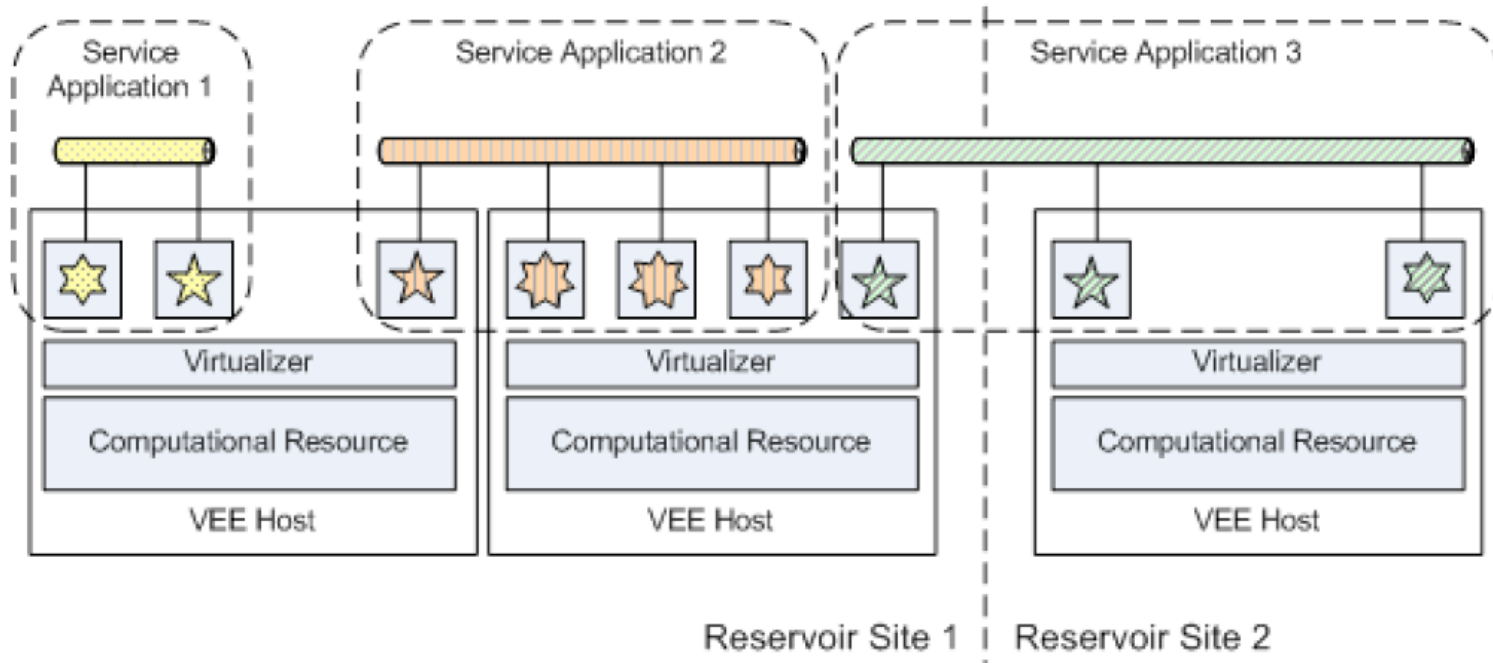 Service
Application 1
Service Application 2
Service Application 3
Virtualizer
Virtualizer
Virtualizer
Computational Resource
Computational Resource
Computational Resource
VEE Host
VEE Host
VEE Host
Reservoir Site 1
Reservoir Site 2